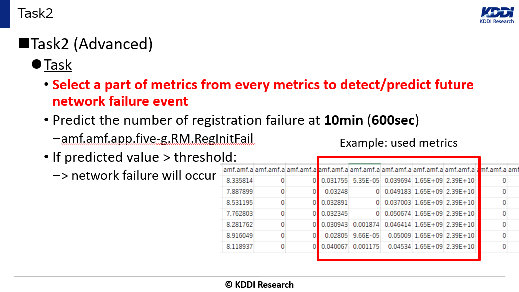 Task2
KDDI
KDDI Research
■Task2 (Advanced)
●Task
• Select a part of metrics from every metrics to detect/predict future
network failure event
• Predict the number of registration failure at 10min (600sec)
–amf.amf.app.five-g.RM.RegInitFail
Example: used metrics
• If predicted value > threshold:
–> network failure will occur
amf.amf.a amf.amf.a amf.amf.a amf.amf.a amf.amf.a amf.amf.a amf.amf.a amf.amf.a amf.amf
8.335814 0 0 0.031755 5.35E-05 0.039694 1.65E+09 2.39E+10 0
7.887899 0 0 0.03248 0 0.049183 1.65E+09 2.39E+10 0
8.531195 0 0 0.032891 0 0.037003 1.65E+09 2.39E+10 0
7.762803 0 0 0.032345 0 0.050674 1.65E+09 2.39E+10 0
8.281762 0 0 0.030943 0.001874 0.046414 1.65E+09 2.39E+10 0
8.916049 0 0 0.02805 9.66E-05 0.05009 1.65E+09 2.39E+10 0
8.118937 0 0 0.040067 0.001175 0.04534 1.65E+09 2.39E+10 0
© KDDI Research